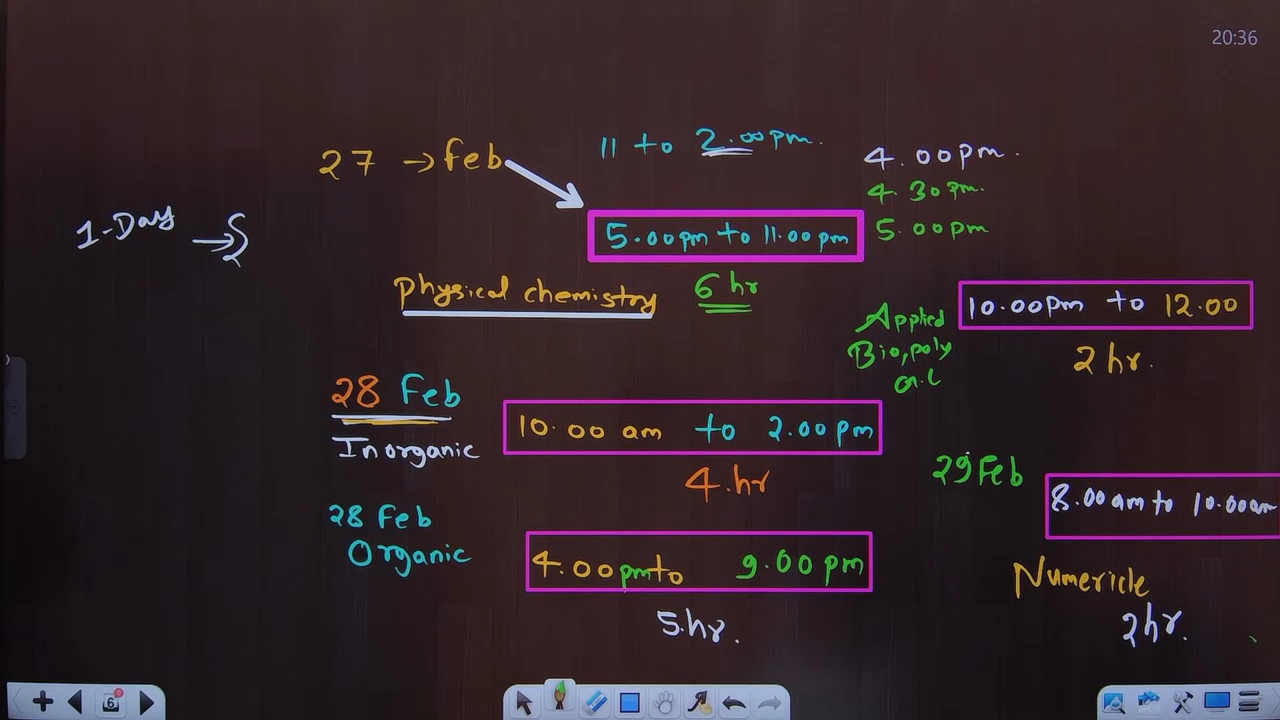 20:36
11 to 2.00pm.
27 → Feb
4.00pm.
4.30pm.
5.00pm
1-Day →
5.00pm to 11.00pm
physical chemistry
6 hr
10.00pm to 12.00
2 hr.
Applied
Bio, poly
28 Feb
Inorganic
10.00 am to 2.00 pm
4.hr
29 Feb
8.00am to 10.00am
Numericle
2hr.
28 Feb
Organic
4.00pm to 9.00 pm
5.hr.
6